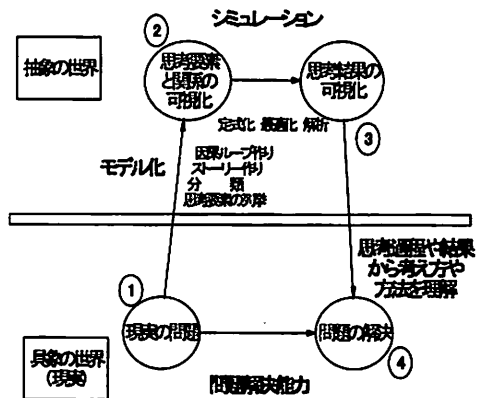 シミュレーション
②
抽象の世界
思考要素
と関係の
可視化
思考結果の
可視化
定式化 最適化 解析
③
モデル化
因果ループ作り
ストーリー作り
分 類
思考要素の列挙
思考過程や結果
から考え方や
方法を理解
①
現実の問題
問題の解決
④
具象の世界
(現実)
問題解決能力